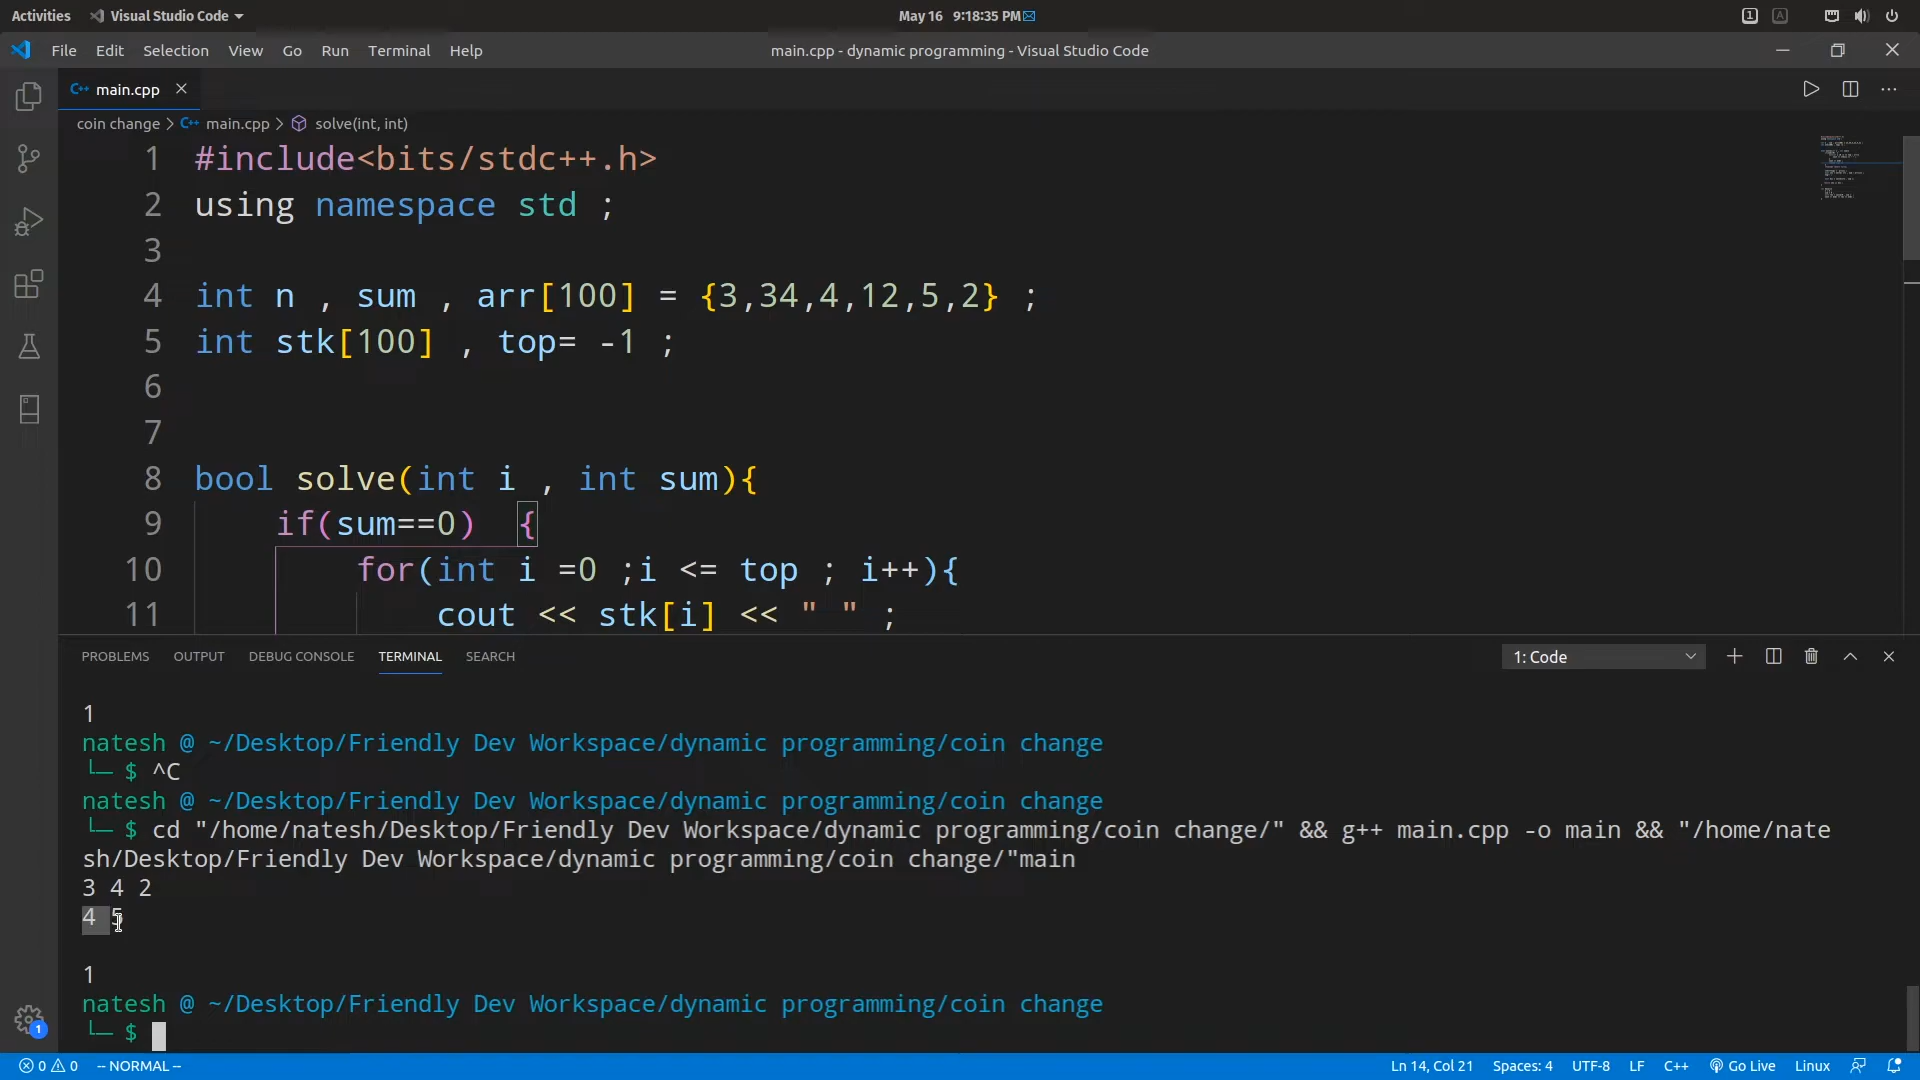 Activities Visual Studio Code May 16 9:18:35 PM 1 A
File Edit Selection View Go Run Terminal Help main.cpp - dynamic programming - Visual Studio Code
C++ main.cpp
coin change > C++ main.cpp > solve(int, int)
1 #include<bits/stdc++.h>
2 using namespace std ;
3
4 int n , sum , arr[100] = {3,34,4,12,5,2} ;
5 int stk[100] , top= -1 ;
6
7
8 bool solve(int i , int sum){
9 if(sum==0) {
10 for(int i =0 ;i <= top ; i++){
11 cout << stk[i] << " " ;
PROBLEMS OUTPUT DEBUG CONSOLE TERMINAL SEARCH 1: Code
1
natesh @ ~/Desktop/Friendly Dev Workspace/dynamic programming/coin change
└─ $ ^C
natesh @ ~/Desktop/Friendly Dev Workspace/dynamic programming/coin change
└─ $ cd "/home/natesh/Desktop/Friendly Dev Workspace/dynamic programming/coin change/" && g++ main.cpp -o main && "/home/nate
sh/Desktop/Friendly Dev Workspace/dynamic programming/coin change/"main
3 4 2
4 5
1
natesh @ ~/Desktop/Friendly Dev Workspace/dynamic programming/coin change
└─ $
1
0 0 -- NORMAL -- Ln 14, Col 21 Spaces: 4 UTF-8 LF C++ Go Live Linux